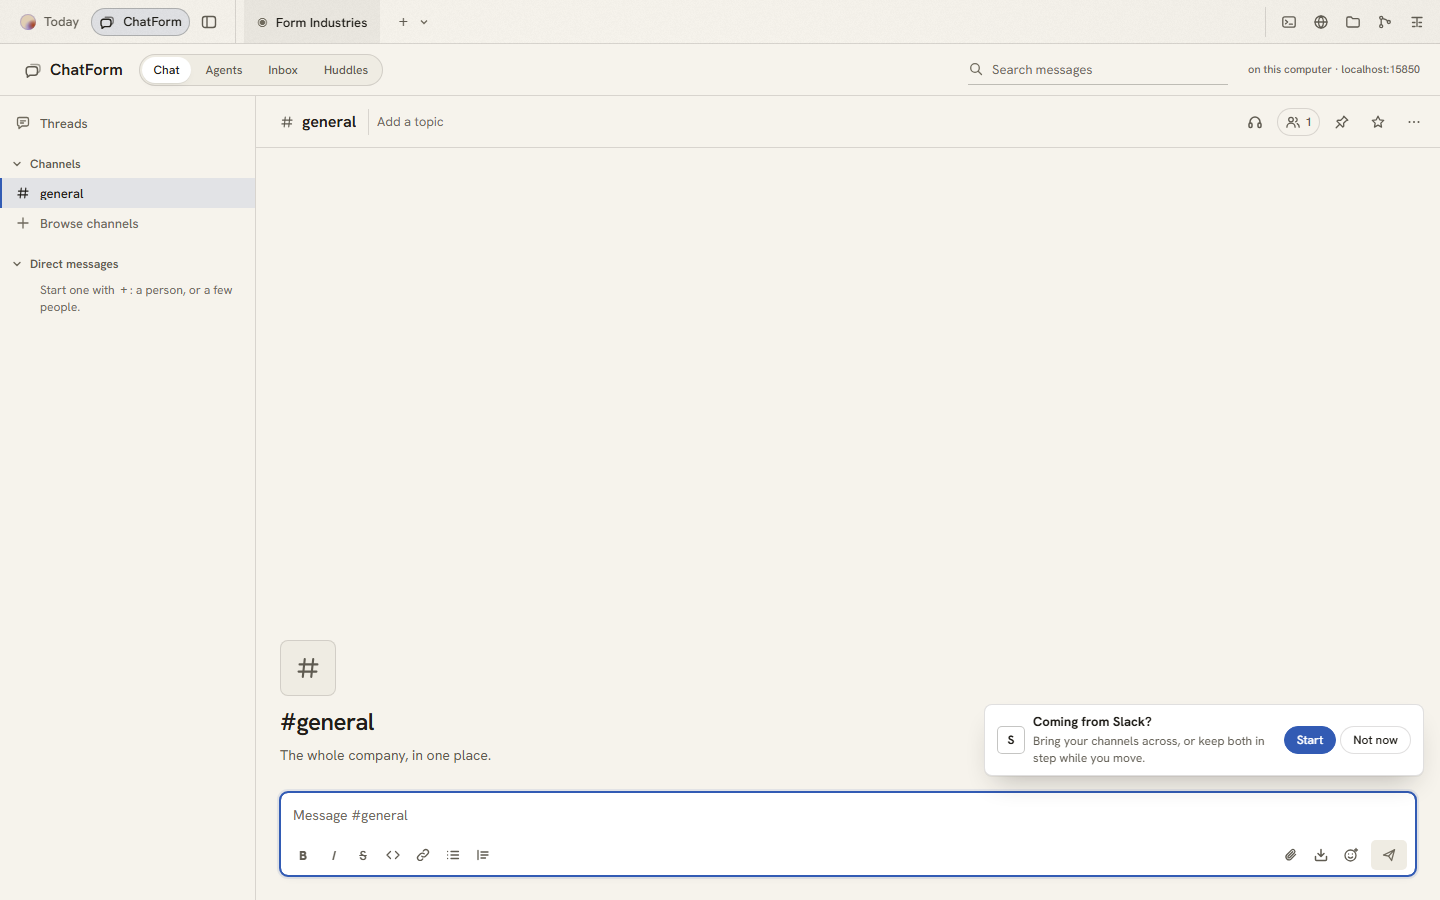 Today
ChatForm
Form Industries
ChatForm
Chat
Agents
Inbox
Huddles
Search messages
on this computer · localhost:15850
Threads
Channels
# general
Browse channels
Direct messages
Start one with + : a person, or a few
people.
# general
Add a topic
1
#
#general
The whole company, in one place.
S
Coming from Slack?
Bring your channels across, or keep both in
step while you move.
Start
Not now
Message #general
B I S